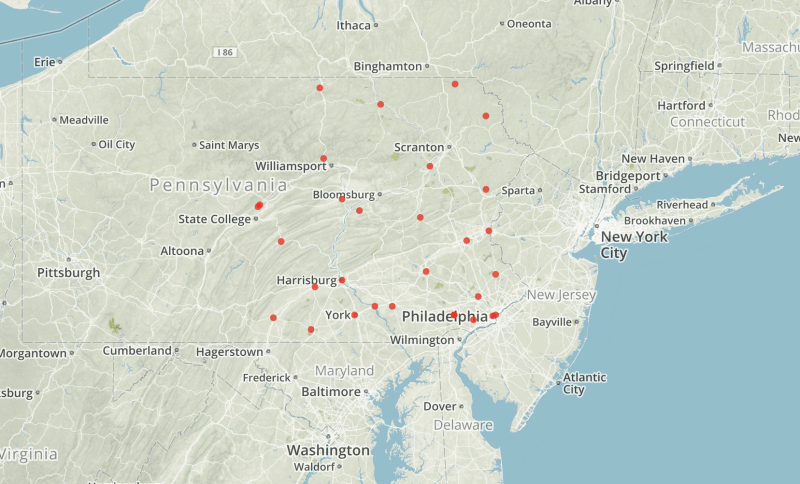 Albany
Ithaca
Oneonta
I 86
Massachu
Erie
Binghamton
Springfield
Meadville
Hartford
Connecticut
Rhod
Oil City
Saint Marys
Scranton
New
New Haven
Williamsport
Bridgeport
Pennsylvania
Bloomsburg
Sparta
Stamford
Riverhead
State College
Brookhaven
New York
City
Altoona
Pittsburgh
Harrisburg
New Jersey
York
Philadelphia
Bayville
Wilmington
Morgantown
Cumberland
Hagerstown
Maryland
Frederick
Baltimore
Atlantic
City
ksburg
Dover
Delaware
Virginia
Washington
Waldorf